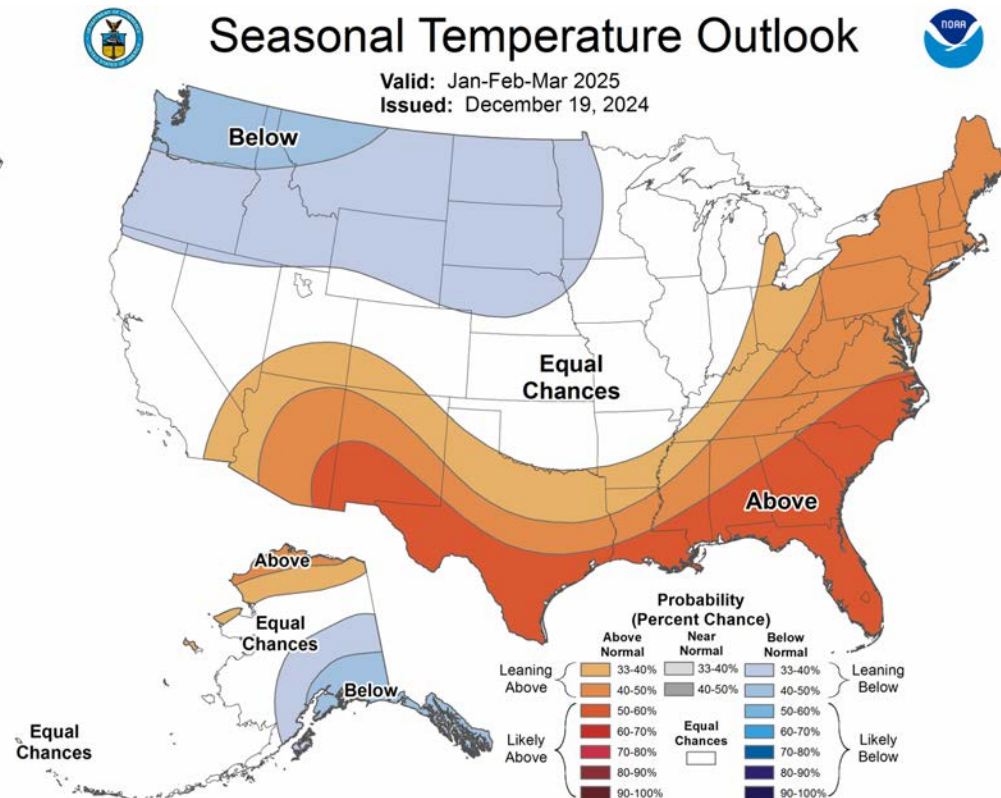 Seasonal Temperature Outlook
NOAA
Valid: Jan-Feb-Mar 2025
Issued: December 19, 2024
Below
Equal
Chances
Above
Above
Equal
Chances
Below
Equal
Chances
Probability
(Percent Chance)
Above
Normal
Near
Normal
Below
Normal
Leaning
Above
33-40%
40-50%
33-40%
40-50%
33-40%
40-50%
Leaning
Below
Likely
Above
50-60%
60-70%
70-80%
80-90%
90-100%
Equal
Chances
50-60%
60-70%
70-80%
80-90%
90-100%
Likely
Below